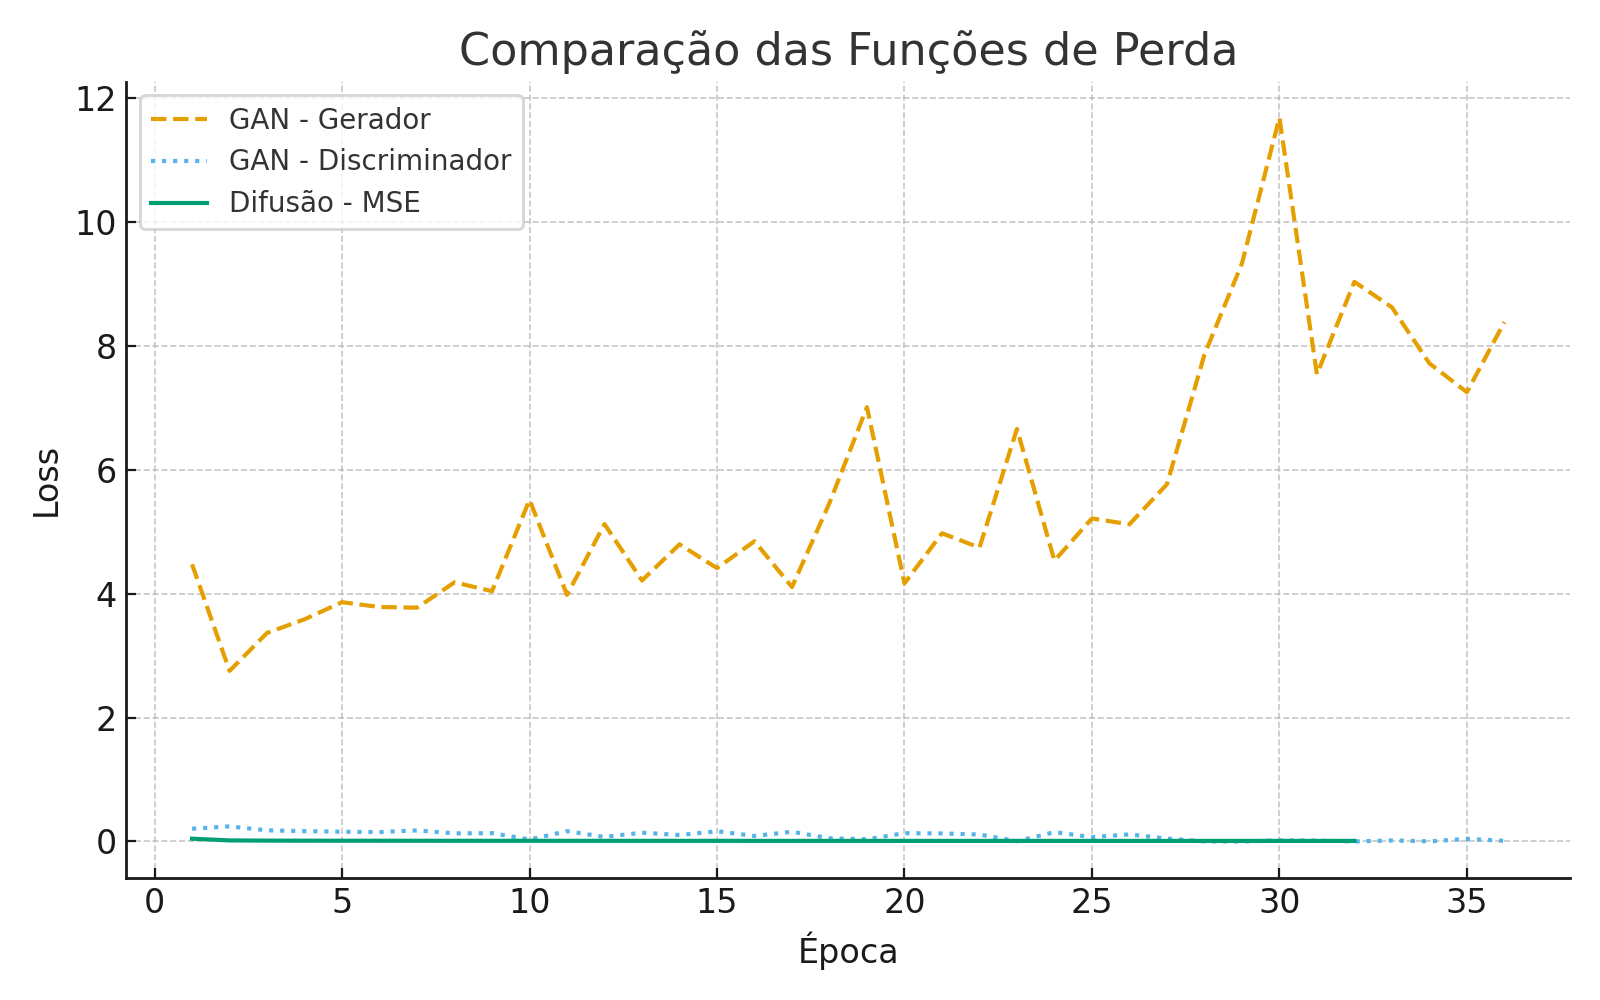 Comparação das Funções de Perda
12
10
8
6
4
2
0
Loss
GAN - Gerador
GAN - Discriminador
Difusão - MSE
0 5 10 15 20 25 30 35
Época